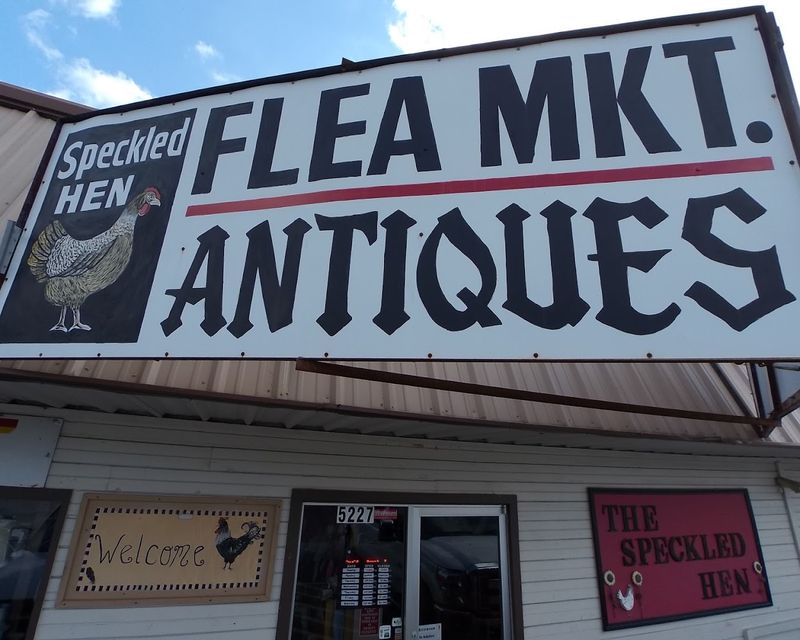 Speckled
HEN
FLEA MKT.
ANTIQUES
5227
Welcome
THE
SPECKLED
HEN